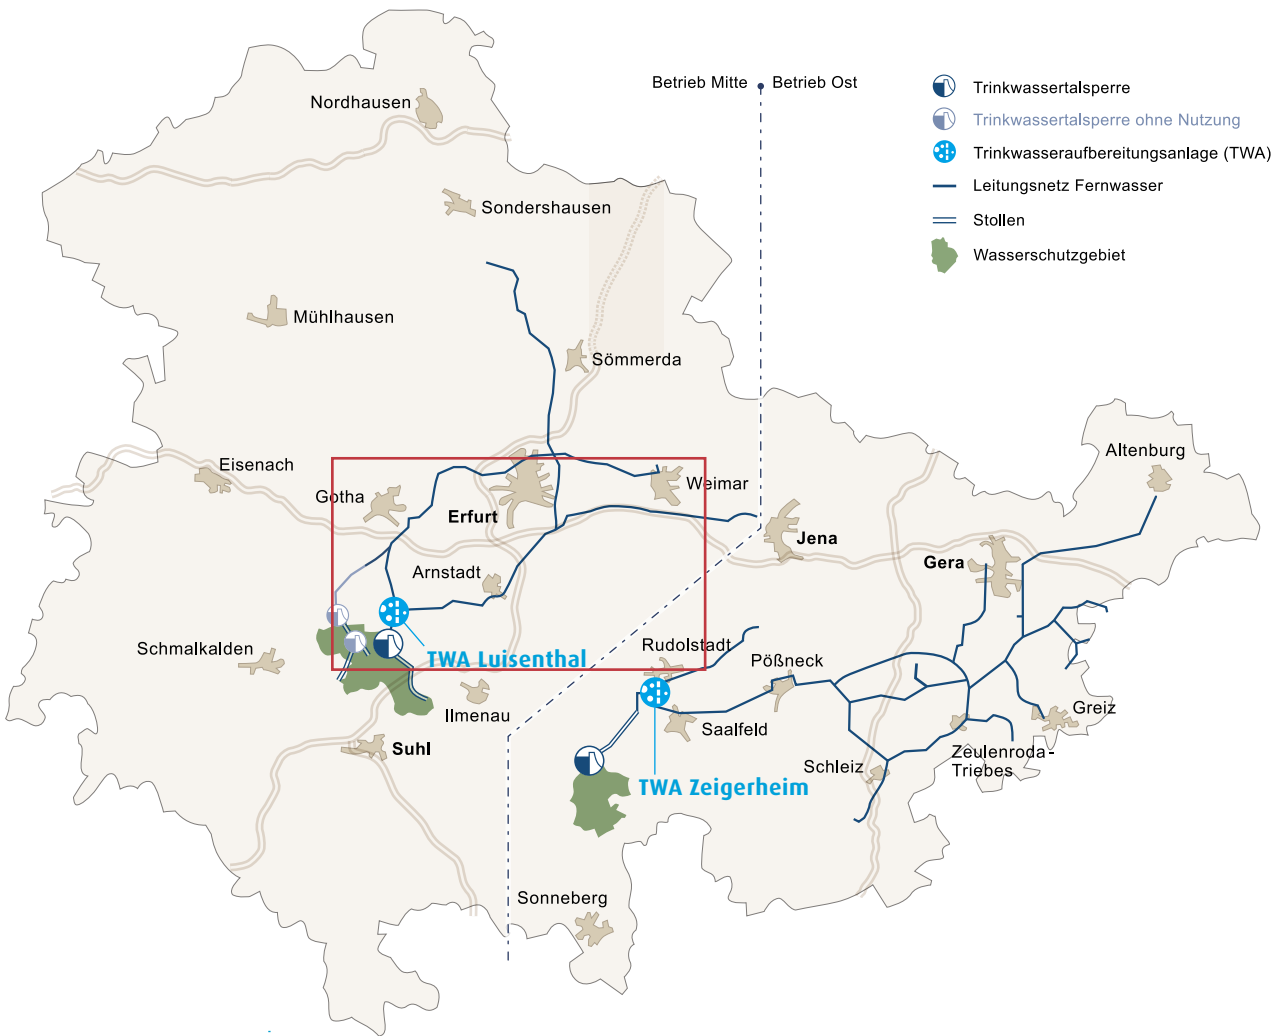 Betrieb Mitte
Betrieb Ost
Trinkwassertalsperre
Trinkwassertalsperre ohne Nutzung
Trinkwasseraufbereitungsanlage (TWA)
Leitungsnetz Fernwasser
Stollen
Wasserschutzgebiet
Nordhausen
Sondershausen
Mühlhausen
Sömmerda
Eisenach
Gotha
Erfurt
Weimar
Altenburg
Jena
Gera
Arnstadt
Schmalkalden
TWA Luisenthal
Rudolstadt
Pößneck
Ilmenau
Saalfeld
Greiz
Suhl
Zeulenroda-
Triebes
Schleiz
TWA Zeigerheim
Sonneberg